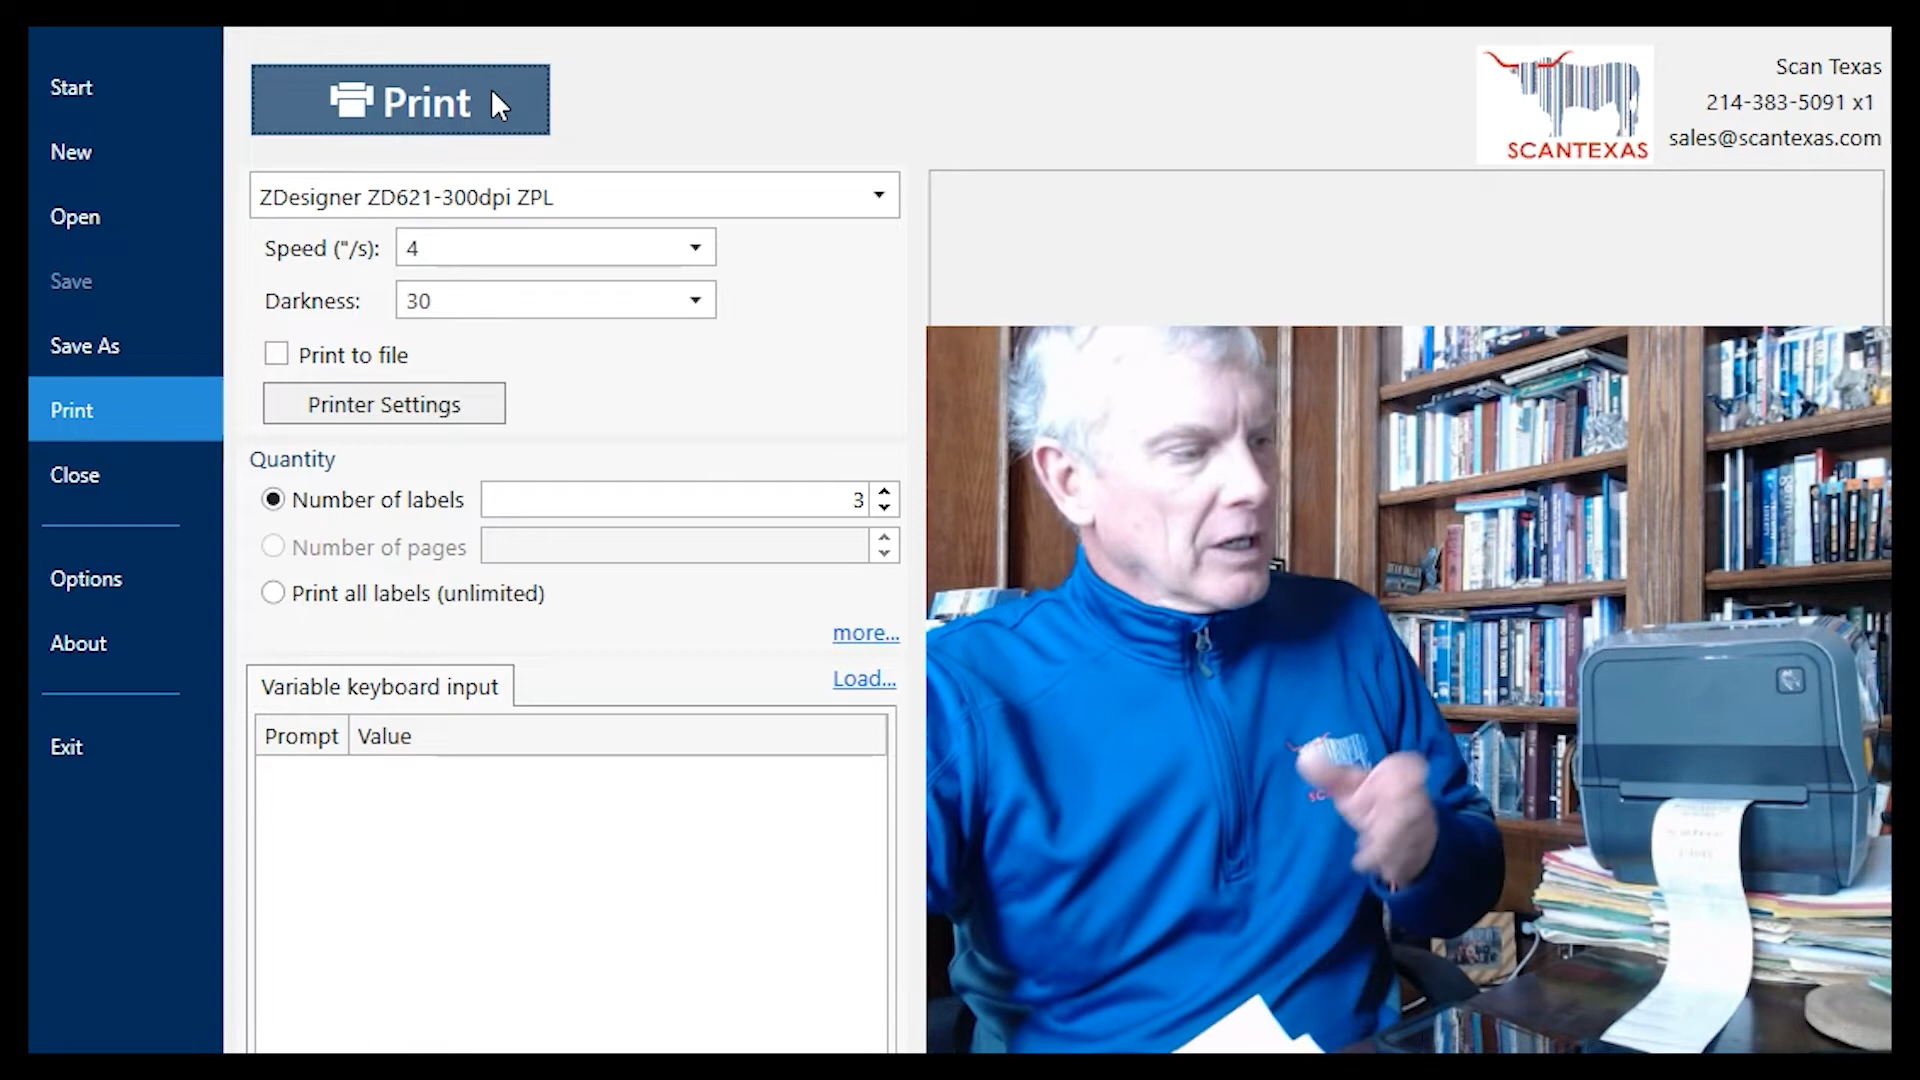 Start
New
Open
Save
Save As
Print
Close
Options
About
Exit
Print
ZDesigner ZD621-300dpi ZPL
Speed ("/s): 4
Darkness: 30
Print to file
Printer Settings
Quantity
Number of labels 3
Number of pages
Print all labels (unlimited)
more...
Variable keyboard input
Load...
Prompt Value
SCANTEXAS
Scan Texas
214-383-5091 x1
sales@scantexas.com